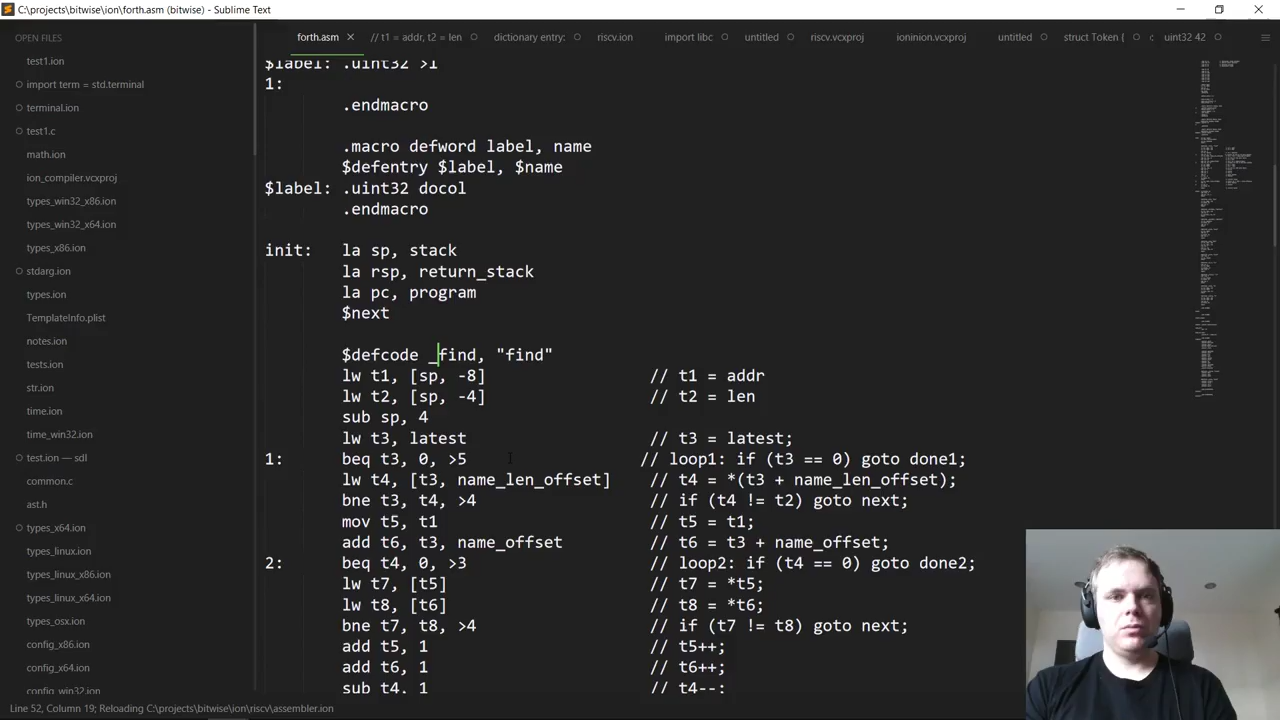 C:\projects\bitwise\ion\forth.asm (bitwise) - Sublime Text
OPEN FILES
test1.ion
import term = std.terminal
terminal.ion
test1.c
math.ion
ion_compiler.vcxproj
types_win32_x86.ion
types_win32_x64.ion
types_x86.ion
stdarg.ion
types.ion
TemplateInfo.plist
notes.ion
tests.ion
str.ion
time.ion
time_win32.ion
test.ion — sdl
common.c
ast.h
types_x64.ion
types_linux.ion
types_linux_x86.ion
types_linux_x64.ion
types_osx.ion
config_x86.ion
config_x64.ion
config_win32.ion
forth.asm
// t1 = addr, t2 = len
dictionary entry:
riscv.ion
import libc
untitled
riscv.vcxproj
ioninion.vcxproj
untitled
struct Token {
uint32 42
$label: .uint32 >1
1:
.endmacro
.macro defword label, name
$defentry $label, $name
$label: .uint32 docol
.endmacro
init: la sp, stack
la rsp, return_stack
la pc, program
$next
$defcode _find, "find"
lw t1, [sp, -8] // t1 = addr
lw t2, [sp, -4] // t2 = len
sub sp, 4
lw t3, latest // t3 = latest;
1: beq t3, 0, >5 // loop1: if (t3 == 0) goto done1;
lw t4, [t3, name_len_offset] // t4 = *(t3 + name_len_offset);
bne t3, t4, >4 // if (t4 != t2) goto next;
mov t5, t1 // t5 = t1;
add t6, t3, name_offset // t6 = t3 + name_offset;
2: beq t4, 0, >3 // loop2: if (t4 == 0) goto done2;
lw t7, [t5] // t7 = *t5;
lw t8, [t6] // t8 = *t6;
bne t7, t8, >4 // if (t7 != t8) goto next;
add t5, 1 // t5++;
add t6, 1 // t6++;
sub t4, 1 // t4--;
Line 52, Column 19; Reloading C:\projects\bitwise\ion\riscv\assembler.ion